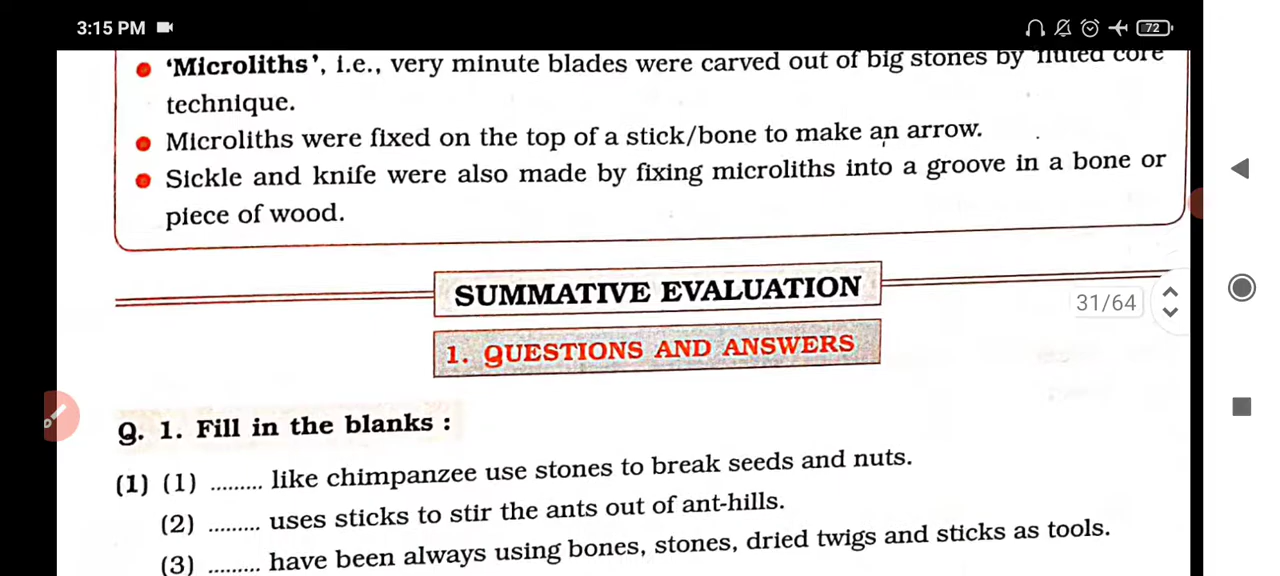 3:15 PM
72
• 'Microliths', i.e., very minute blades were carved out of big stones by 'fluted core
technique.
• Microliths were fixed on the top of a stick/bone to make an arrow.
• Sickle and knife were also made by fixing microliths into a groove in a bone or
piece of wood.
SUMMATIVE EVALUATION
31/64
1. QUESTIONS AND ANSWERS
Q. 1. Fill in the blanks :
(1) (1) ......... like chimpanzee use stones to break seeds and nuts.
(2) ......... uses sticks to stir the ants out of ant-hills.
(3) ......... have been always using bones, stones, dried twigs and sticks as tools.